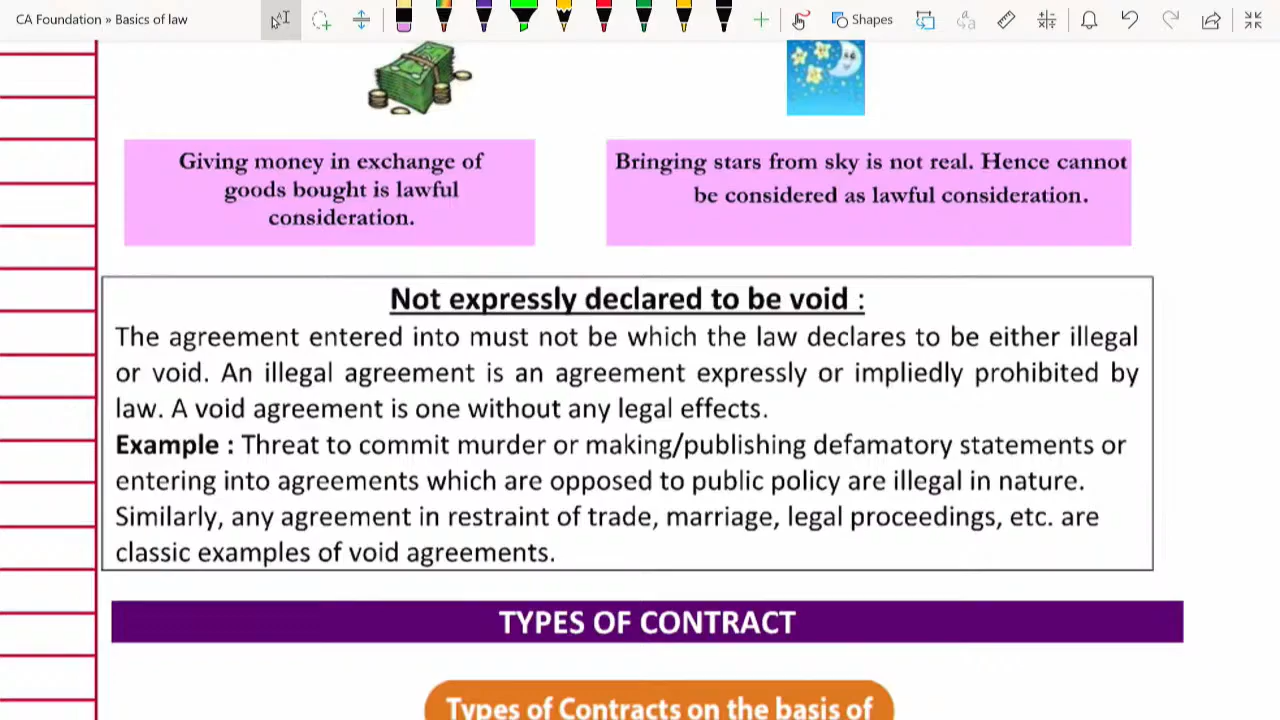 CA Foundation » Basics of law
Shapes
Giving money in exchange of
goods bought is lawful
consideration.
Bringing stars from sky is not real. Hence cannot
be considered as lawful consideration.
Not expressly declared to be void :
The agreement entered into must not be which the law declares to be either illegal
or void. An illegal agreement is an agreement expressly or impliedly prohibited by
law. A void agreement is one without any legal effects.
Example : Threat to commit murder or making/publishing defamatory statements or
entering into agreements which are opposed to public policy are illegal in nature.
Similarly, any agreement in restraint of trade, marriage, legal proceedings, etc. are
classic examples of void agreements.
TYPES OF CONTRACT
Types of Contracts on the basis of